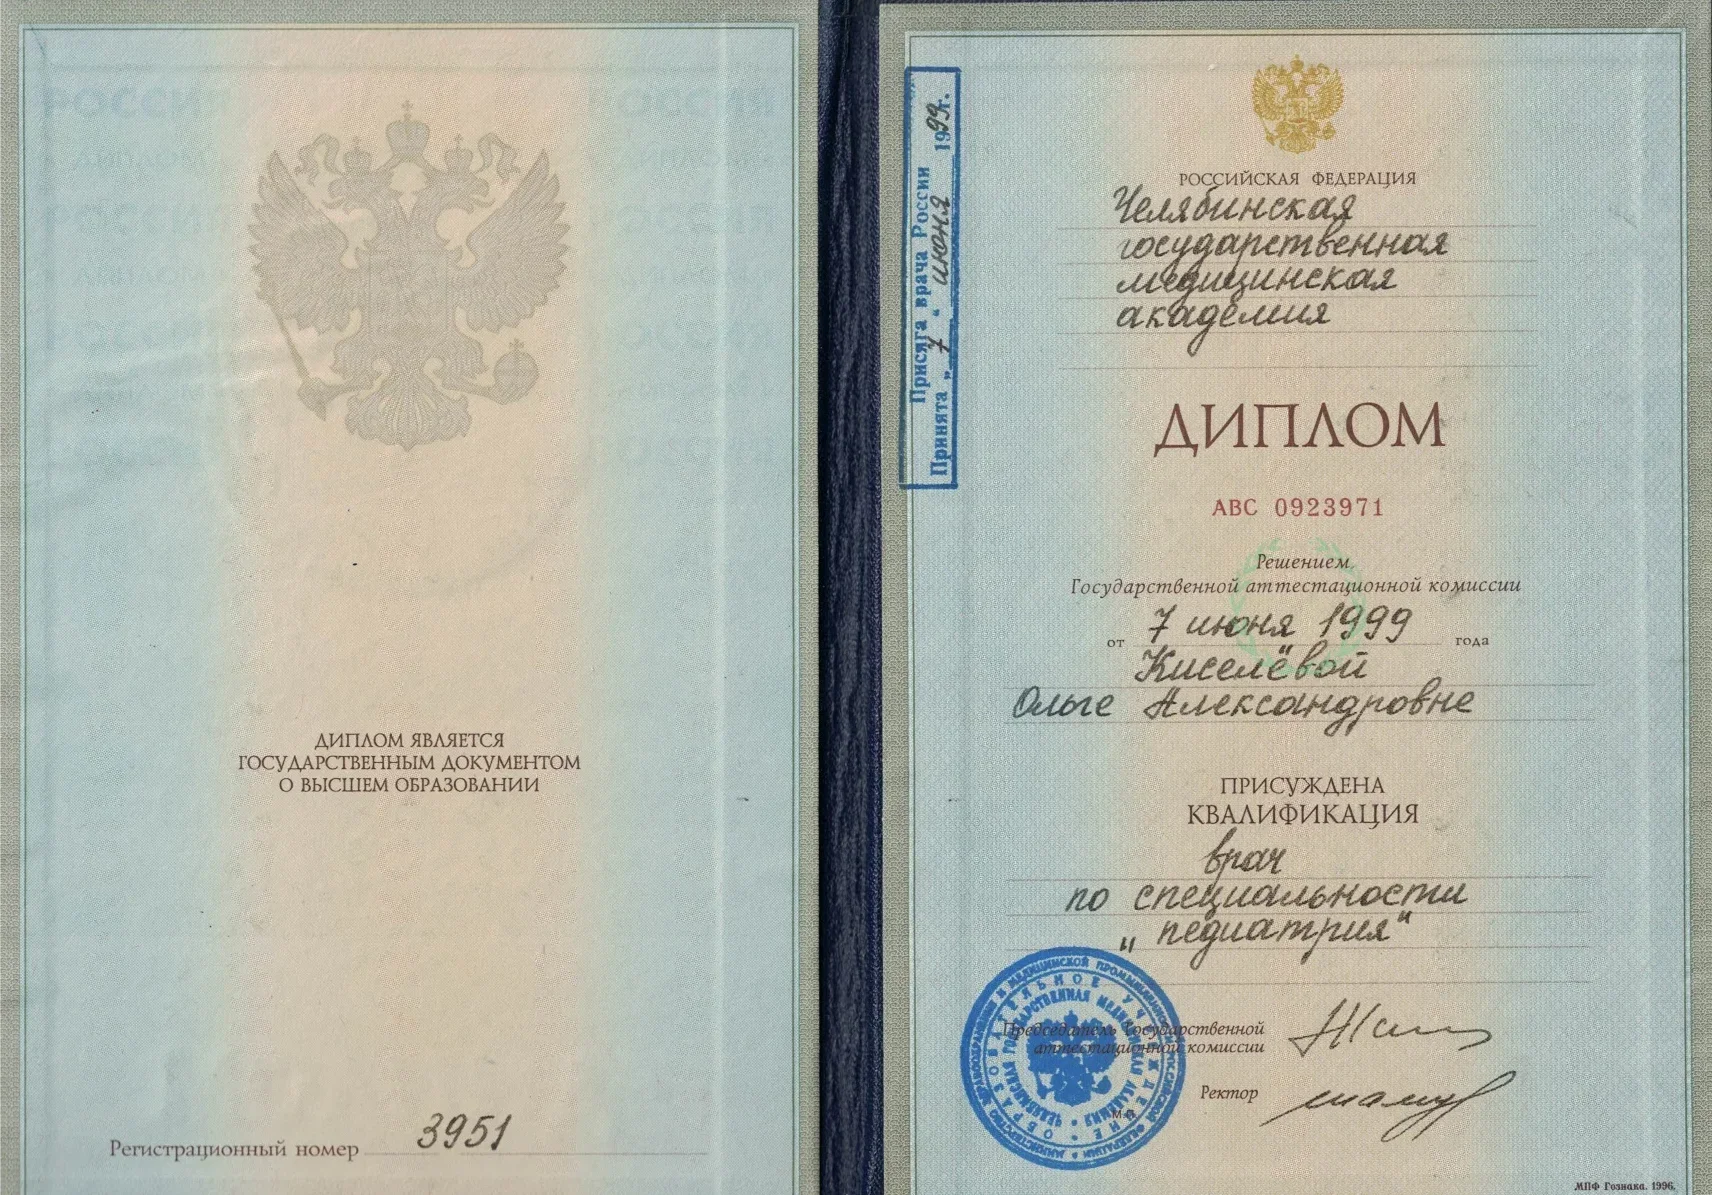 ДИПЛОМ ЯВЛЯЕТСЯ
ГОСУДАРСТВЕННЫМ ДОКУМЕНТОМ
О ВЫСШЕМ ОБРАЗОВАНИИ
Регистрационный номер 3951
Присяга врача России
Принята „ 7 “ июня 1999г.
РОССИЙСКАЯ ФЕДЕРАЦИЯ
Челябинская
государственная
медицинская
академия
ДИПЛОМ
АВС 0923971
Решением
Государственной аттестационной комиссии
от 7 июня 1999 года
Киселёвой
Ольге Александровне
ПРИСУЖДЕНА
КВАЛИФИКАЦИЯ
врач
по специальности
„педиатрия“
Председатель Государственной
аттестационной комиссии
Ректор
М.П.
МПФ Гознака. 1996.